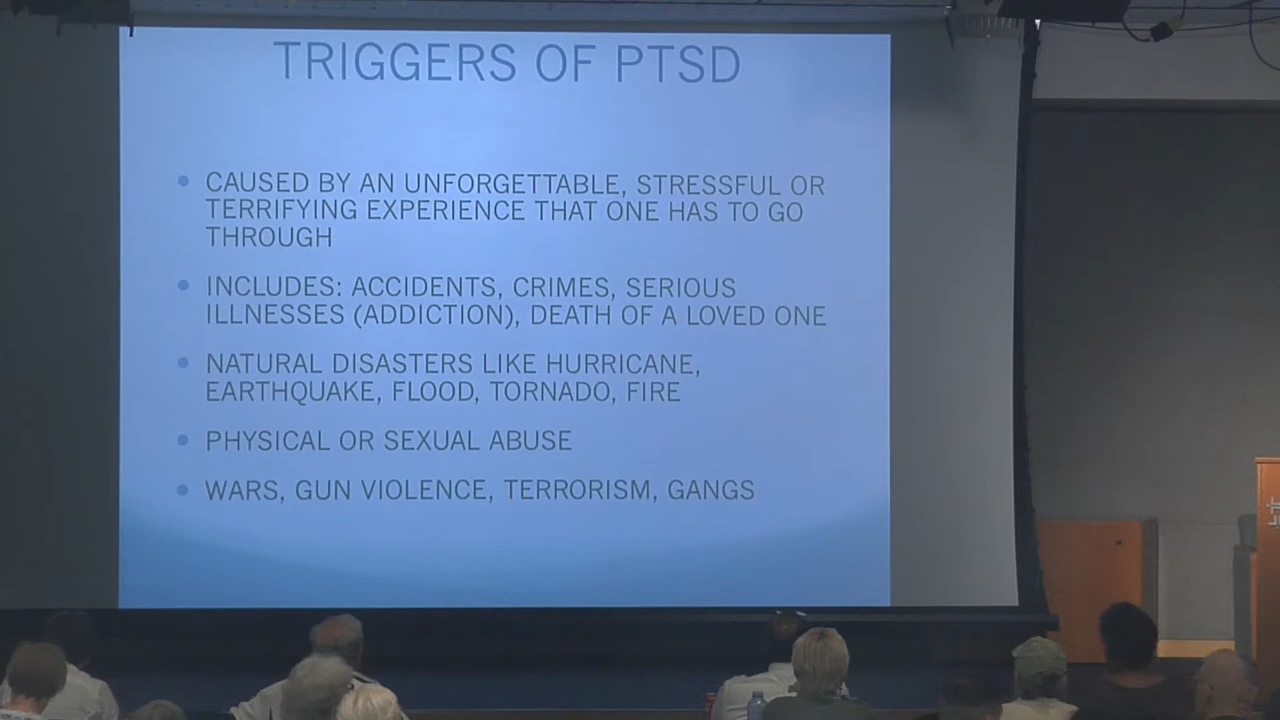 TRIGGERS OF PTSD
• CAUSED BY AN UNFORGETTABLE, STRESSFUL OR
TERRIFYING EXPERIENCE THAT ONE HAS TO GO
THROUGH
• INCLUDES: ACCIDENTS, CRIMES, SERIOUS
ILLNESSES (ADDICTION), DEATH OF A LOVED ONE
• NATURAL DISASTERS LIKE HURRICANE,
EARTHQUAKE, FLOOD, TORNADO, FIRE
• PHYSICAL OR SEXUAL ABUSE
• WARS, GUN VIOLENCE, TERRORISM, GANGS